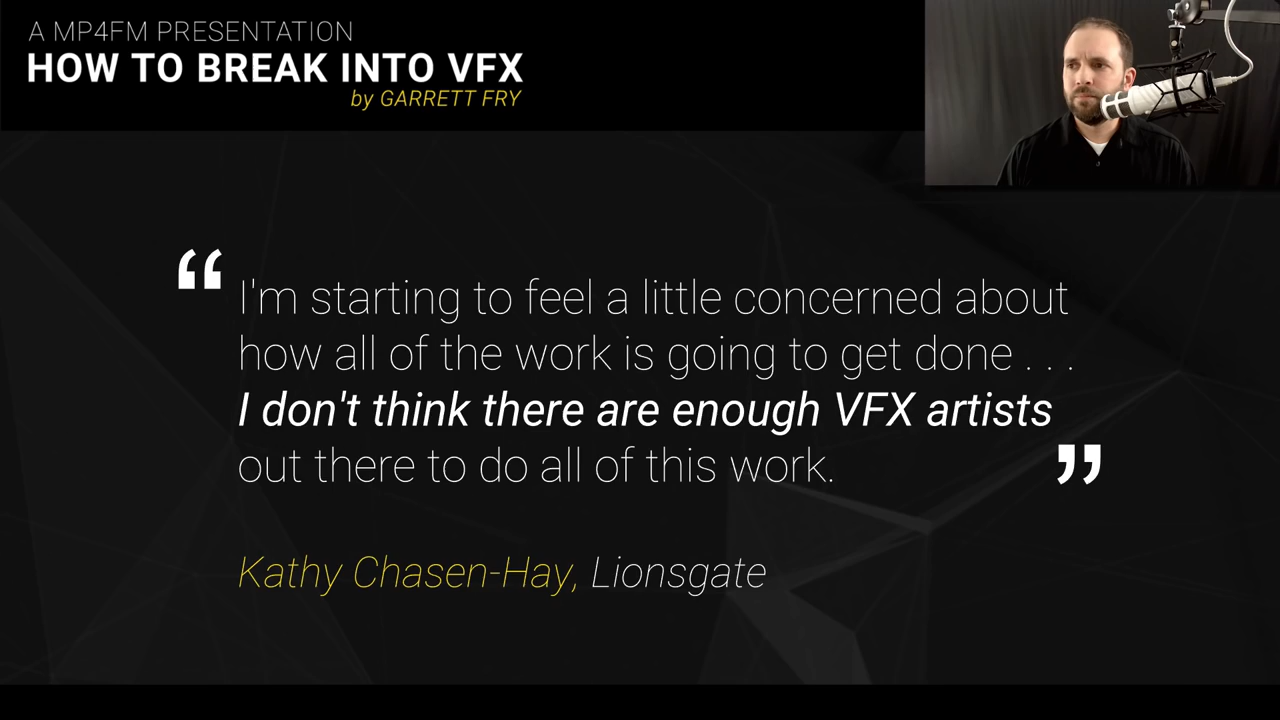 A MP4FM PRESENTATION
HOW TO BREAK INTO VFX
by GARRETT FRY
“I'm starting to feel a little concerned about
how all of the work is going to get done . . .
I don't think there are enough VFX artists
out there to do all of this work.”
Kathy Chasen-Hay, Lionsgate